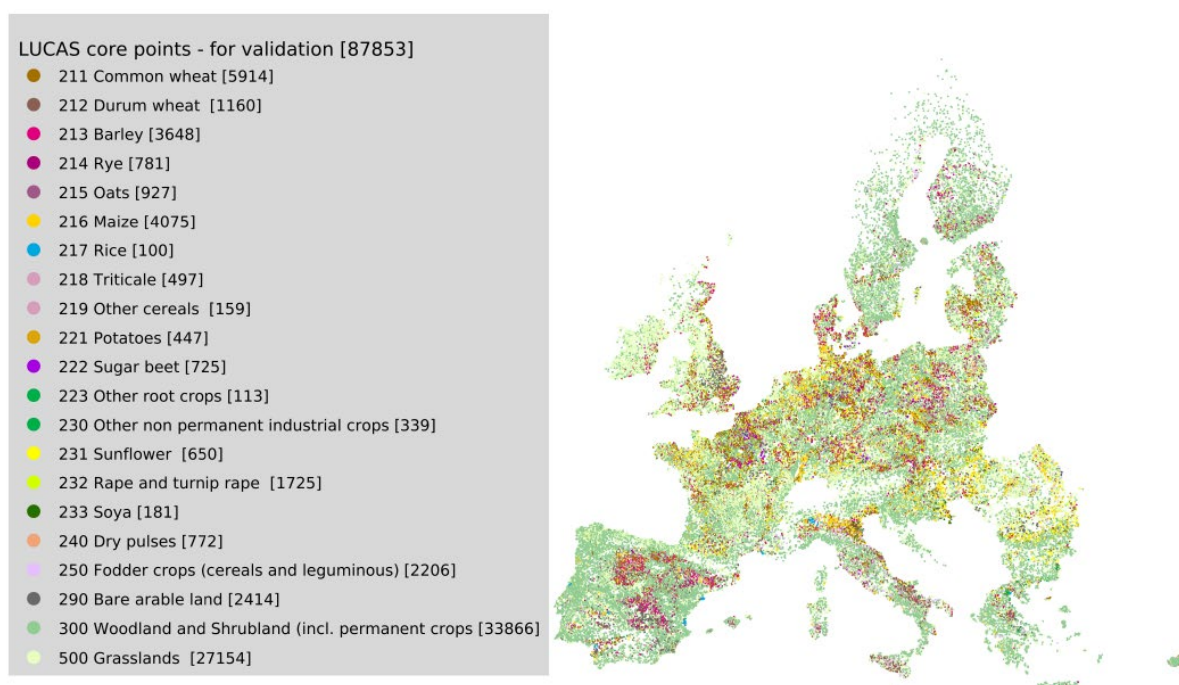 LUCAS core points - for validation [87853]
211 Common wheat [5914]
212 Durum wheat [1160]
213 Barley [3648]
214 Rye [781]
215 Oats [927]
216 Maize [4075]
217 Rice [100]
218 Triticale [497]
219 Other cereals [159]
221 Potatoes [447]
222 Sugar beet [725]
223 Other root crops [113]
230 Other non permanent industrial crops [339]
231 Sunflower [650]
232 Rape and turnip rape [1725]
233 Soya [181]
240 Dry pulses [772]
250 Fodder crops (cereals and leguminous) [2206]
290 Bare arable land [2414]
300 Woodland and Shrubland (incl. permanent crops [33866]
500 Grasslands [27154]